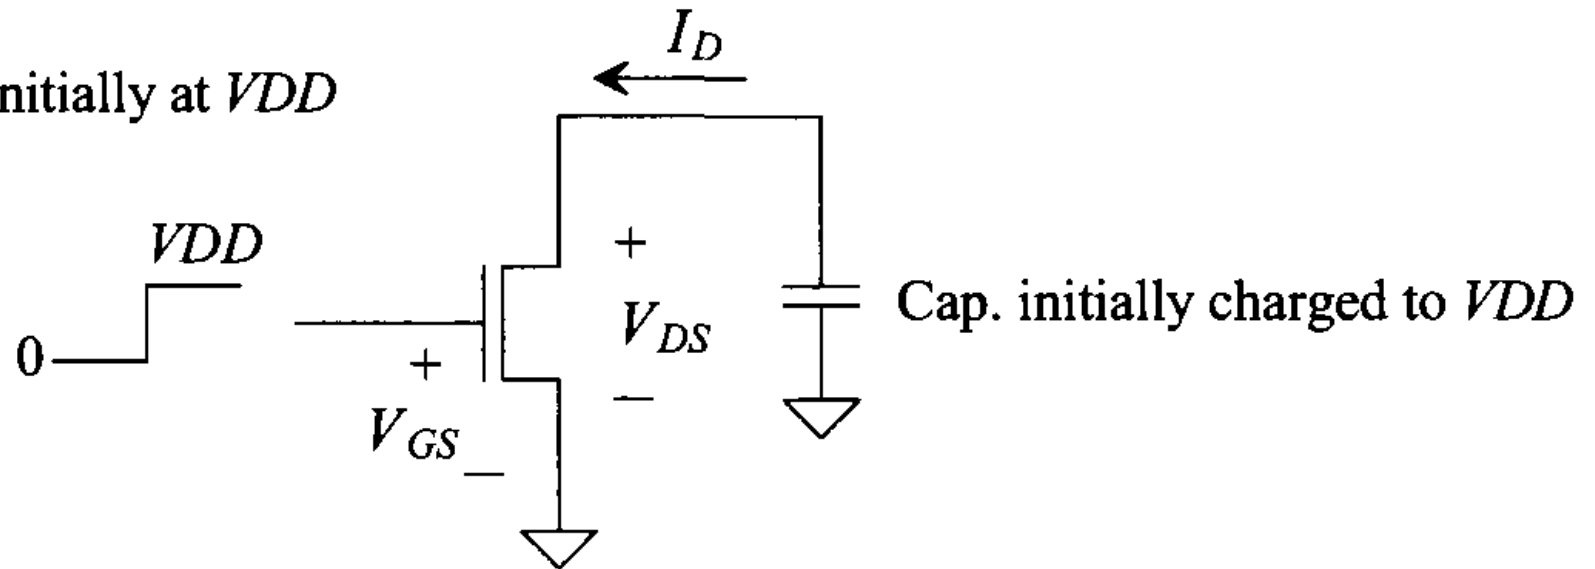 I_D
nitially at VDD
VDD
0
+
V_DS
−
+
V_GS
−
Cap. initially charged to VDD